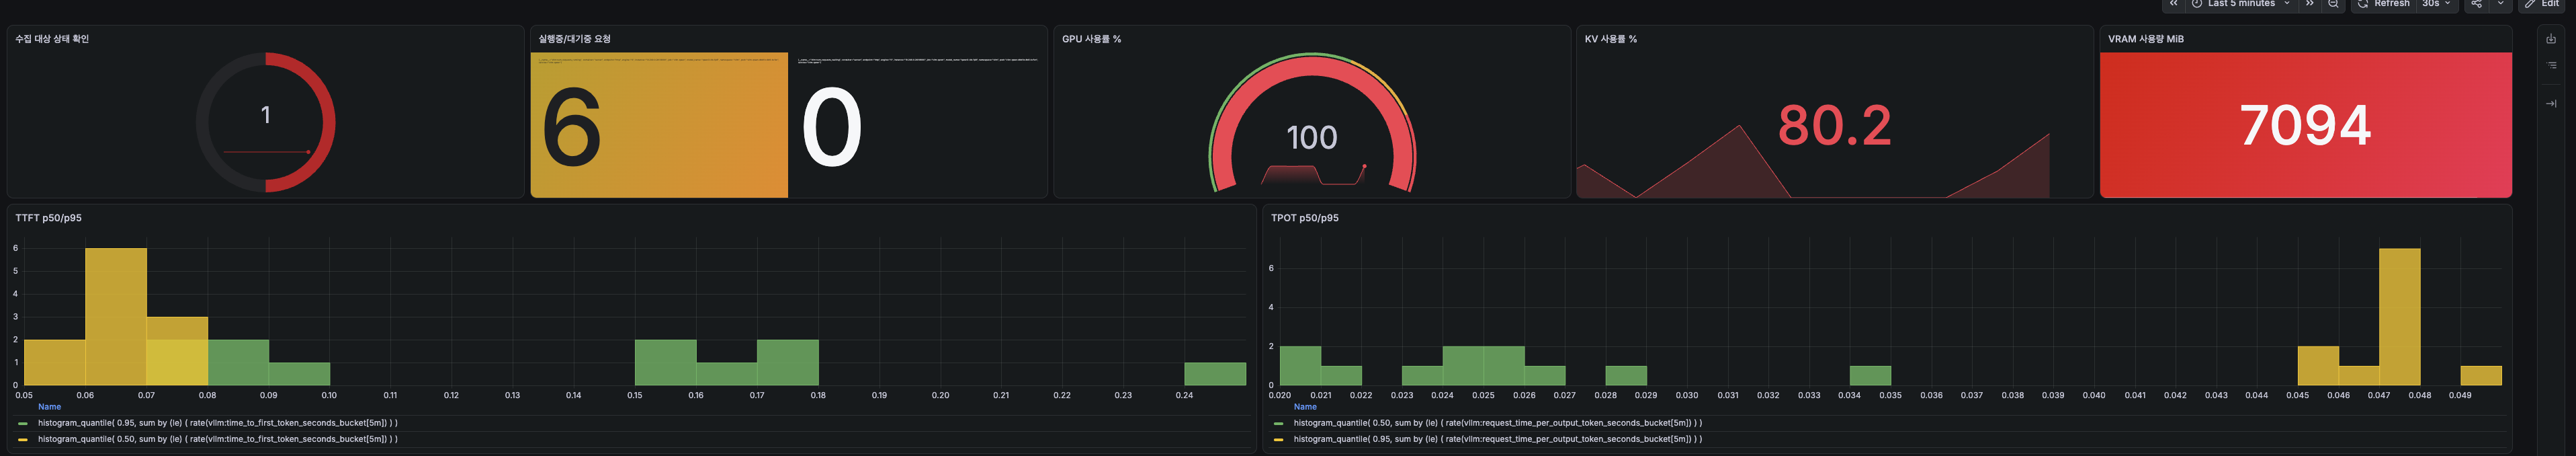 Last 5 minutes
Refresh
30s
Edit
수집 대상 상태 확인
1
실행중/대기중 요청
6
0
GPU 사용률 %
100
KV 사용률 %
80.2
VRAM 사용량 MiB
7094
TTFT p50/p95
6
5
4
3
2
1
0
0.05 0.06 0.07 0.08 0.09 0.10 0.11 0.12 0.13 0.14 0.15 0.16 0.17 0.18 0.19 0.20 0.21 0.22 0.23 0.24
Name
histogram_quantile( 0.95, sum by (le) ( rate(vllm:time_to_first_token_seconds_bucket[5m]) ) )
histogram_quantile( 0.50, sum by (le) ( rate(vllm:time_to_first_token_seconds_bucket[5m]) ) )
TPOT p50/p95
6
4
2
0
0.020 0.021 0.022 0.023 0.024 0.025 0.026 0.027 0.028 0.029 0.030 0.031 0.032 0.033 0.034 0.035 0.036 0.037 0.038 0.039 0.040 0.041 0.042 0.043 0.044 0.045 0.046 0.047 0.048 0.049
Name
histogram_quantile( 0.50, sum by (le) ( rate(vllm:request_time_per_output_token_seconds_bucket[5m]) ) )
histogram_quantile( 0.95, sum by (le) ( rate(vllm:request_time_per_output_token_seconds_bucket[5m]) ) )